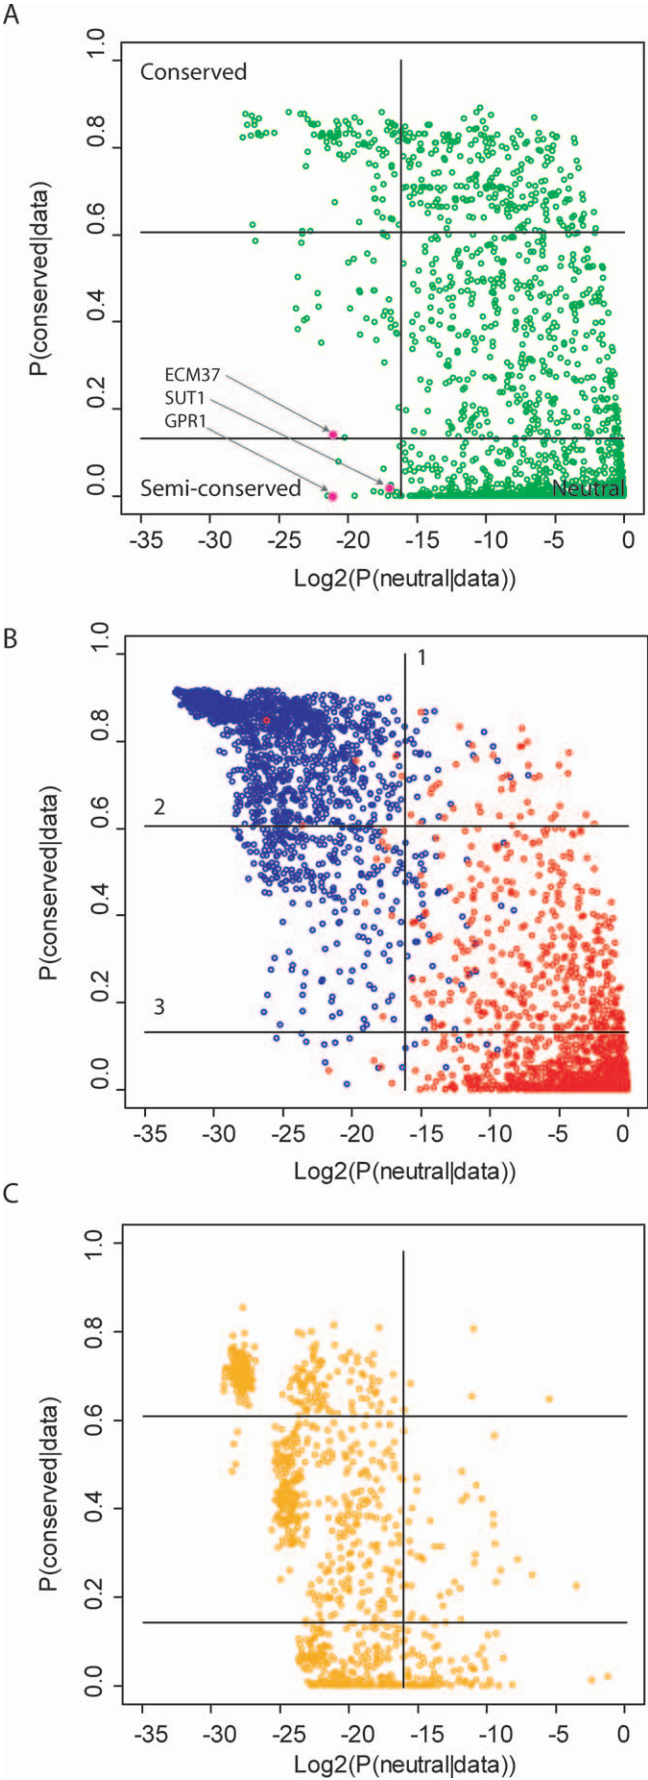 A
1.0
0.8
0.6
0.4
0.2
0.0
P(conserved|data)
Conserved
ECM37
SUT1
GPR1
Semi-conserved
Neutral
-35 -30 -25 -20 -15 -10 -5 0
Log2(P(neutral|data))
B
1.0
0.8
0.6
0.4
0.2
0.0
P(conserved|data)
1
2
3
-35 -30 -25 -20 -15 -10 -5 0
Log2(P(neutral|data))
C
1.0
0.8
0.6
0.4
0.2
0.0
P(conserved|data)
-35 -30 -25 -20 -15 -10 -5 0
Log2(P(neutral|data))